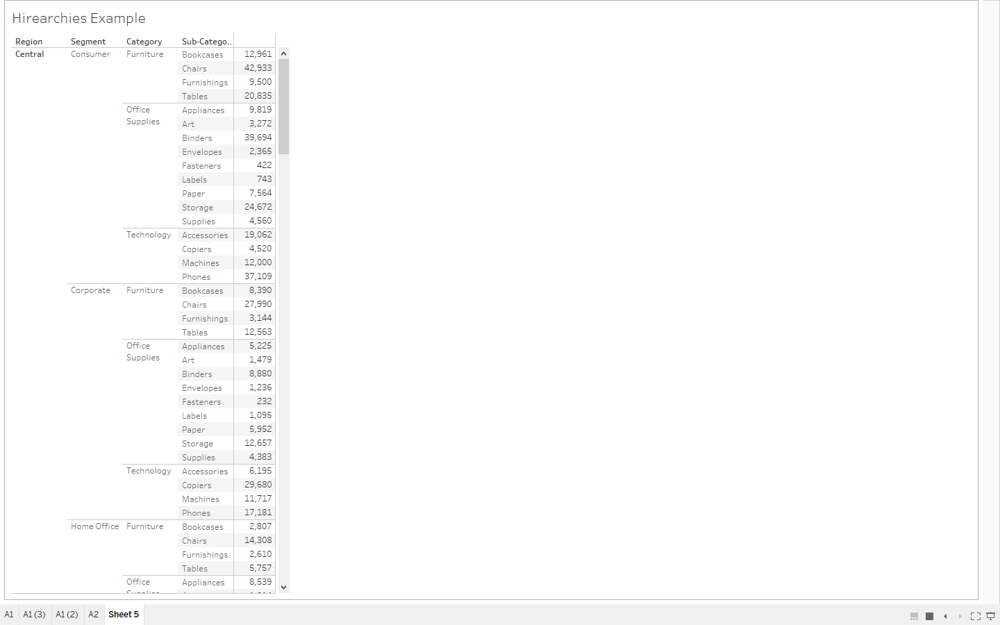 Hirearchies Example
Region Segment Category Sub-Catego..
Central Consumer Furniture Bookcases 12,961
Chairs 42,933
Furnishings 9,500
Tables 20,835
Office Supplies Appliances 9,819
Art 3,272
Binders 39,694
Envelopes 2,365
Fasteners 422
Labels 743
Paper 7,564
Storage 24,672
Supplies 4,560
Technology Accessories 19,062
Copiers 4,520
Machines 12,000
Phones 37,109
Corporate Furniture Bookcases 8,390
Chairs 27,990
Furnishings 3,144
Tables 12,563
Office Supplies Appliances 5,225
Art 1,479
Binders 8,880
Envelopes 1,236
Fasteners 232
Labels 1,095
Paper 5,952
Storage 12,657
Supplies 4,383
Technology Accessories 6,195
Copiers 29,680
Machines 11,717
Phones 17,181
Home Office Furniture Bookcases 2,807
Chairs 14,308
Furnishings 2,610
Tables 5,757
Office Appliances 8,539
A1 A1 (3) A1 (2) A2 Sheet 5